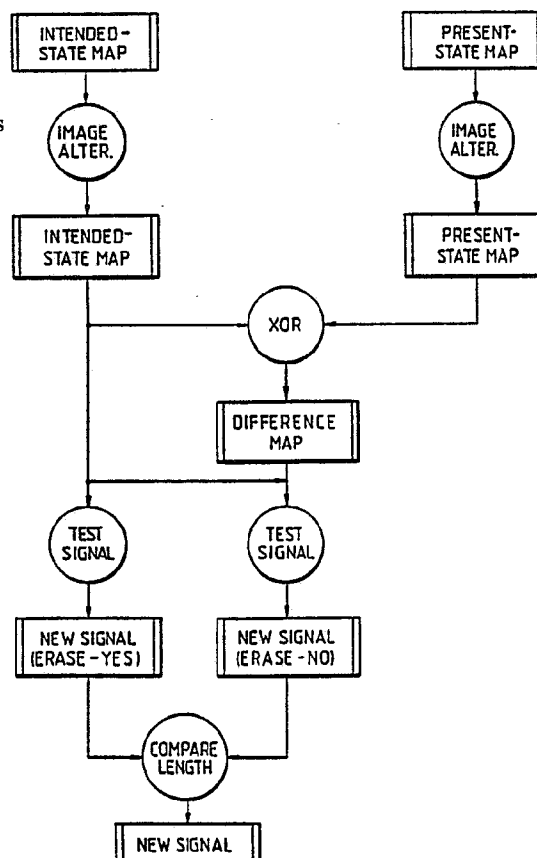 INTENDED-
STATE MAP
PRESENT-
STATE MAP
s
IMAGE
ALTER.
IMAGE
ALTER.
INTENDED-
STATE MAP
PRESENT-
STATE MAP
XOR
DIFFERENCE
MAP
TEST
SIGNAL
TEST
SIGNAL
NEW SIGNAL
(ERASE-YES)
NEW SIGNAL
(ERASE-NO)
COMPARE
LENGTH
NEW SIGNAL